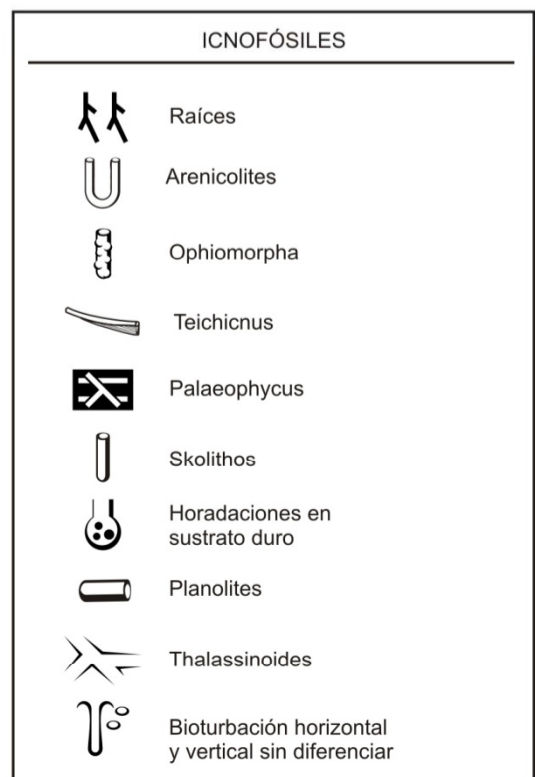 ICNOFÓSILES
Raíces
Arenicolites
Ophiomorpha
Teichicnus
Palaeophycus
Skolithos
Horadaciones en
sustrato duro
Planolites
Thalassinoides
Bioturbación horizontal
y vertical sin diferenciar